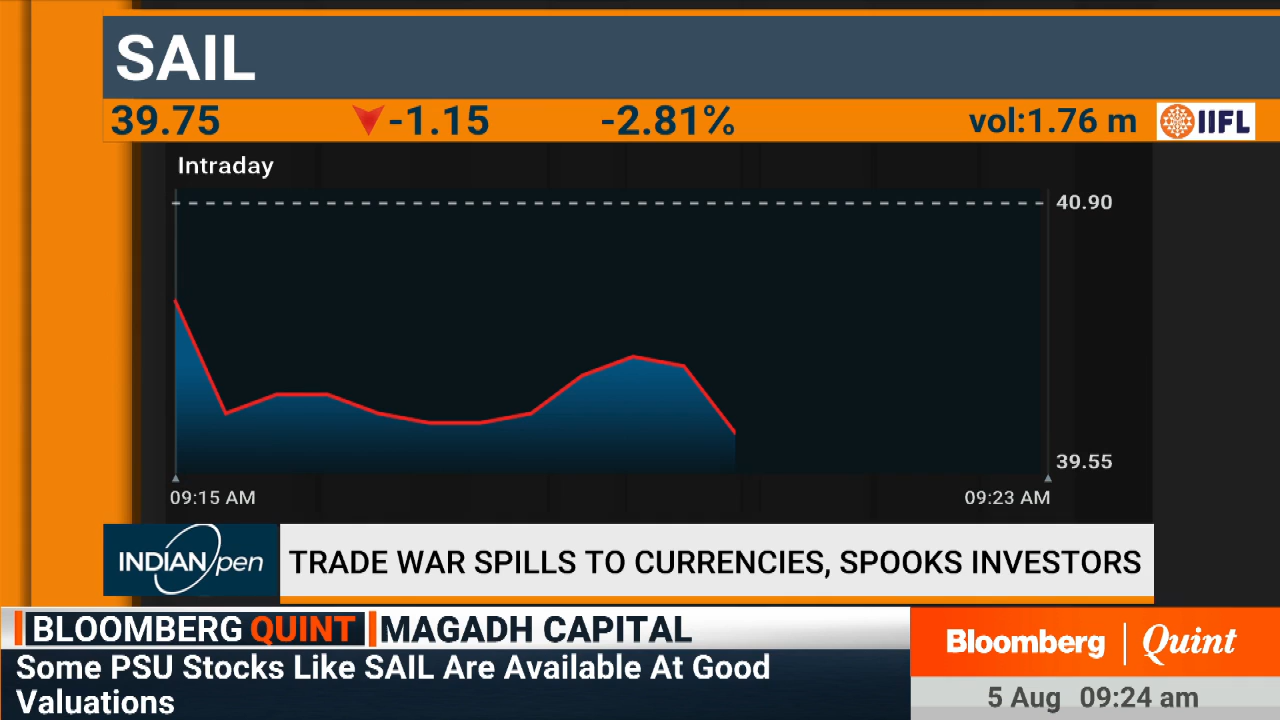 SAIL
39.75 -1.15 -2.81% vol:1.76 m IIFL
Intraday
40.90
39.55
09:15 AM 09:23 AM
INDIAN Open TRADE WAR SPILLS TO CURRENCIES, SPOOKS INVESTORS
BLOOMBERG QUINT MAGADH CAPITAL
Some PSU Stocks Like SAIL Are Available At Good
Valuations
Bloomberg | Quint
5 Aug 09:24 am